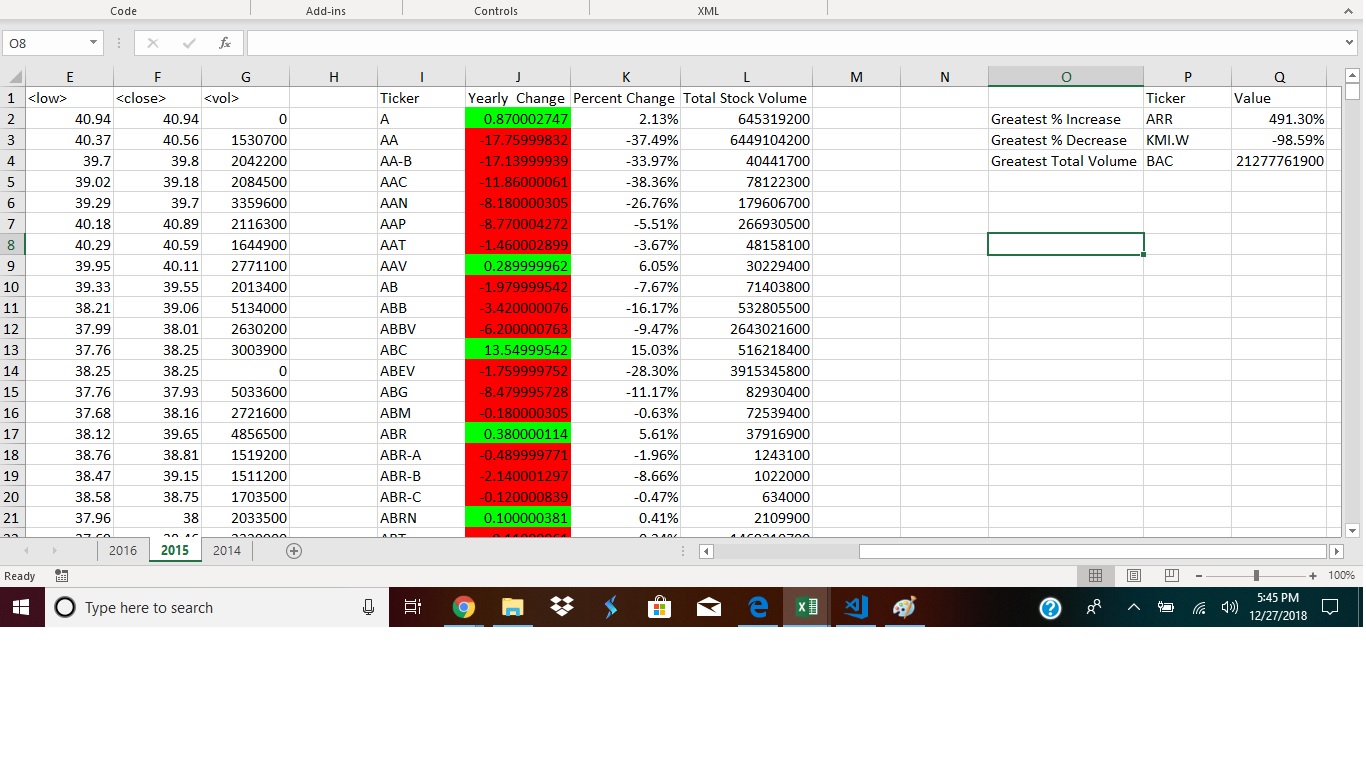 Code Add-ins Controls XML
O8 fx
E F G H I J K L M N O P Q
1 <low> <close> <vol> Ticker Yearly Change Percent Change Total Stock Volume Ticker Value
2 40.94 40.94 0 A 0.870002747 2.13% 645319200 Greatest % Increase ARR 491.30%
3 40.37 40.56 1530700 AA -17.75999832 -37.49% 6449104200 Greatest % Decrease KMI.W -98.59%
4 39.7 39.8 2042200 AA-B -17.13999939 -33.97% 40441700 Greatest Total Volume BAC 21277761900
5 39.02 39.18 2084500 AAC -11.86000061 -38.36% 78122300
6 39.29 39.7 3359600 AAN -8.180000305 -26.76% 179606700
7 40.18 40.89 2116300 AAP -8.770004272 -5.51% 266930500
8 40.29 40.59 1644900 AAT -1.460002899 -3.67% 48158100
9 39.95 40.11 2771100 AAV 0.289999962 6.05% 30229400
10 39.33 39.55 2013400 AB -1.979999542 -7.67% 71403800
11 38.21 39.06 5134000 ABB -3.420000076 -16.17% 532805500
12 37.99 38.01 2630200 ABBV -6.200000763 -9.47% 2643021600
13 37.76 38.25 3003900 ABC 13.54999542 15.03% 516218400
14 38.25 38.25 0 ABEV -1.759999752 -28.30% 3915345800
15 37.76 37.93 5033600 ABG -8.479995728 -11.17% 82930400
16 37.68 38.16 2721600 ABM -0.180000305 -0.63% 72539400
17 38.12 39.65 4856500 ABR 0.380000114 5.61% 37916900
18 38.76 38.81 1519200 ABR-A -0.489999771 -1.96% 1243100
19 38.47 39.15 1511200 ABR-B -2.140001297 -8.66% 1022000
20 38.58 38.75 1703500 ABR-C -0.120000839 -0.47% 634000
21 37.96 38 2033500 ABRN 0.100000381 0.41% 2109900
2016 2015 2014
Ready 100%
Type here to search 5:45 PM
12/27/2018